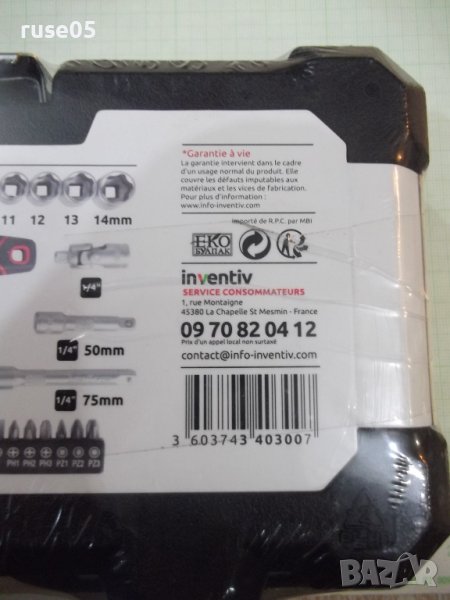 ruse05
*Garantie à vie
La garantie intervient dans le cadre
d'un usage normal du produit. Elle
couvre les défauts imputables aux
matériaux et les vices de fabrication.
Pour plus d'information :
www.info-inventiv.com
Importé de R.P.C. par MBI
11 12 13 14mm
EKO
БУЛПАК
1/4"
inventiv
SERVICE CONSOMMATEURS
1, rue Montaigne
45380 La Chapelle St Mesmin - France
09 70 82 04 12
Prix d'un appel local non surtaxé
contact@info-inventiv.com
1/4" 50mm
1/4" 75mm
3 603743 403007
PH1 PH2 PH3 PZ1 PZ2 PZ3
BAZAR